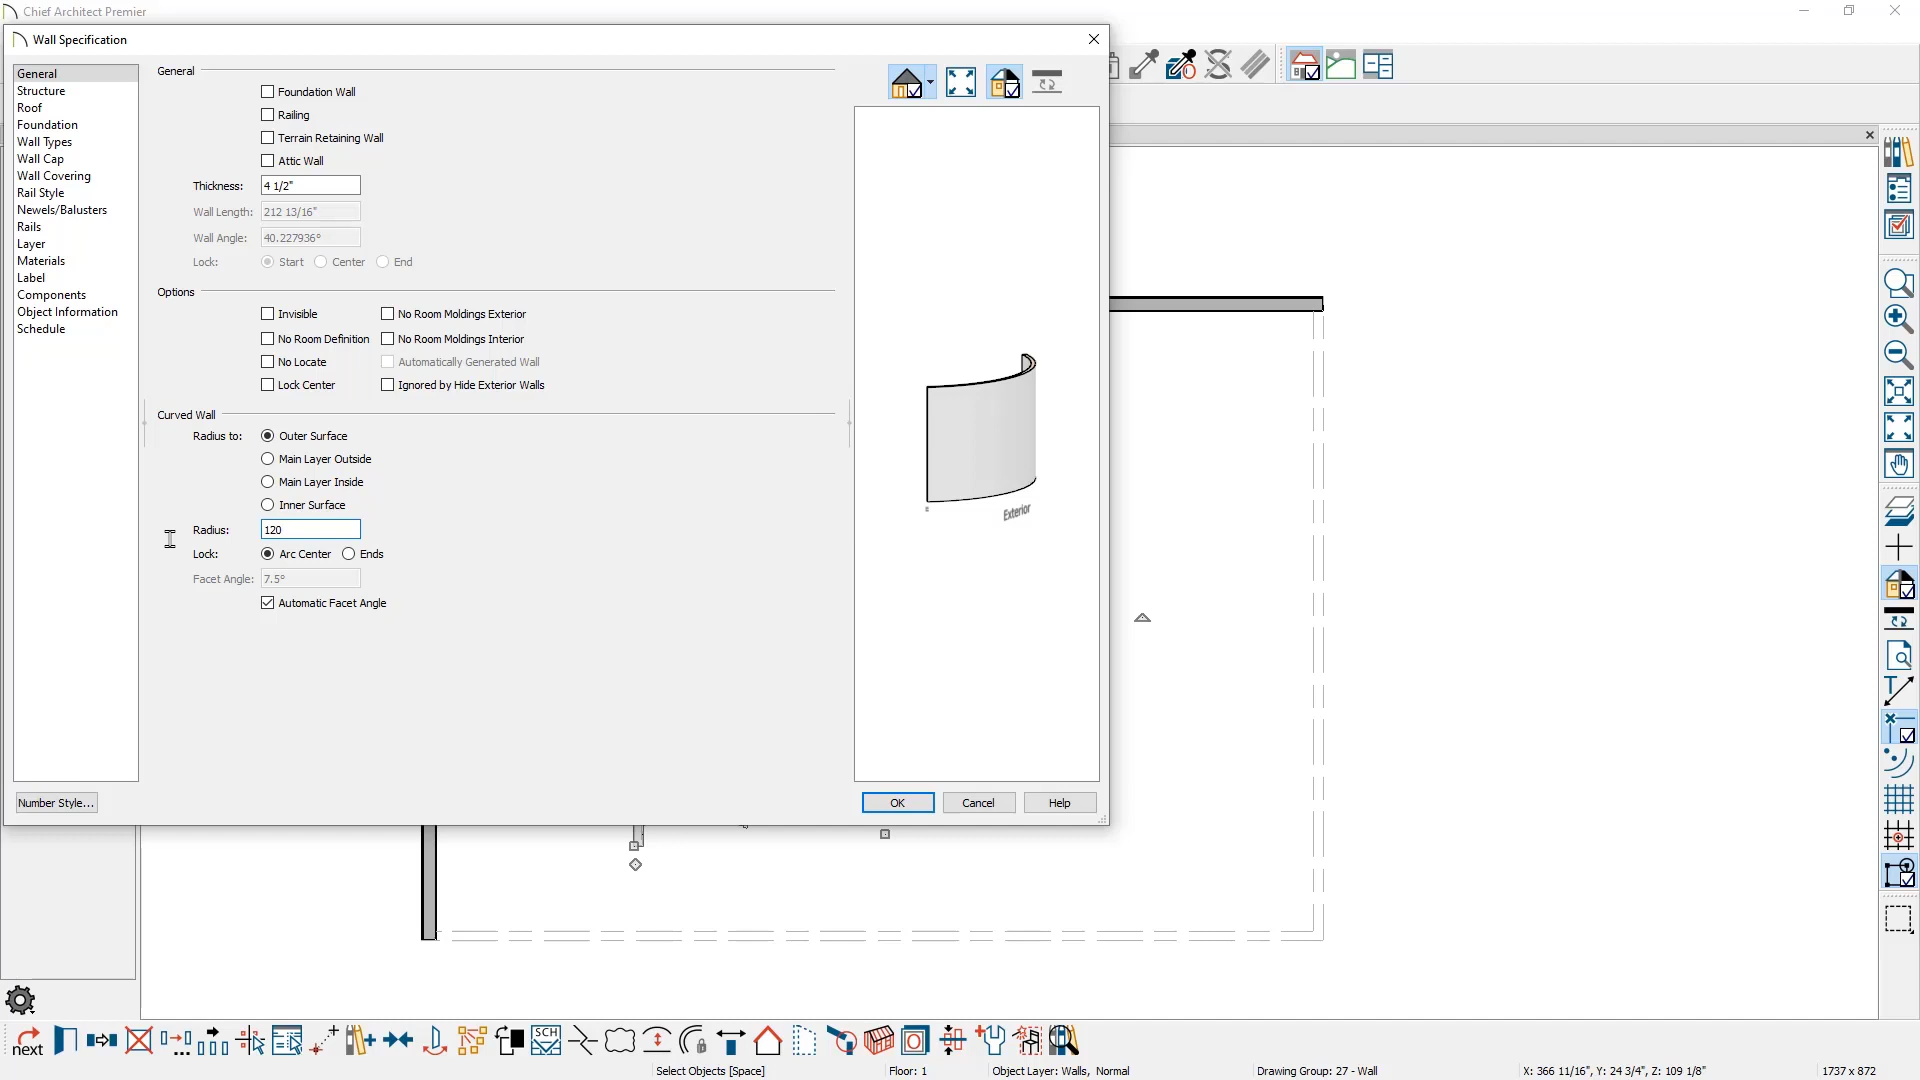 Chief Architect Premier
Wall Specification
General
Structure
Roof
Foundation
Wall Types
Wall Cap
Wall Covering
Rail Style
Newels/Balusters
Rails
Layer
Materials
Label
Components
Object Information
Schedule
General
Foundation Wall
Railing
Terrain Retaining Wall
Attic Wall
Thickness: 4 1/2"
Wall Length: 212 13/16"
Wall Angle: 40.227936°
Lock: Start Center End
Options
Invisible No Room Moldings Exterior
No Room Definition No Room Moldings Interior
No Locate Automatically Generated Wall
Lock Center Ignored by Hide Exterior Walls
Curved Wall
Radius to: Outer Surface
Main Layer Outside
Main Layer Inside
Inner Surface
Radius: 120
Lock: Arc Center Ends
Facet Angle: 7.5°
Automatic Facet Angle
Exterior
Number Style... OK Cancel Help
next
SCH
Select Objects [Space] Floor: 1 Object Layer: Walls, Normal Drawing Group: 27 - Wall X: 366 11/16", Y: 24 3/4", Z: 109 1/8" 1737 x 872